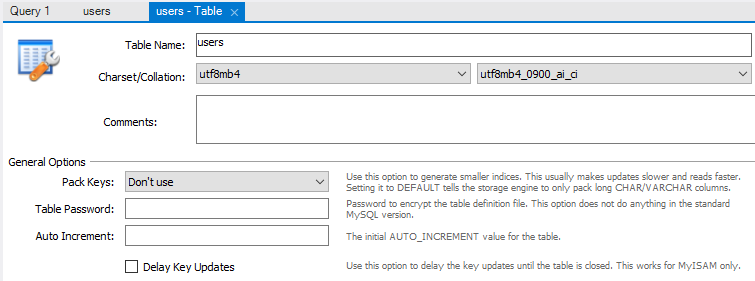 Query 1 users users - Table
Table Name: users
Charset/Collation: utf8mb4 utf8mb4_0900_ai_ci
Comments:
General Options
Pack Keys: Don't use Use this option to generate smaller indices. This usually makes updates slower and reads faster.
Setting it to DEFAULT tells the storage engine to only pack long CHAR/VARCHAR columns.
Table Password: Password to encrypt the table definition file. This option does not do anything in the standard
MySQL version.
Auto Increment: The initial AUTO_INCREMENT value for the table.
Delay Key Updates Use this option to delay the key updates until the table is closed. This works for MyISAM only.